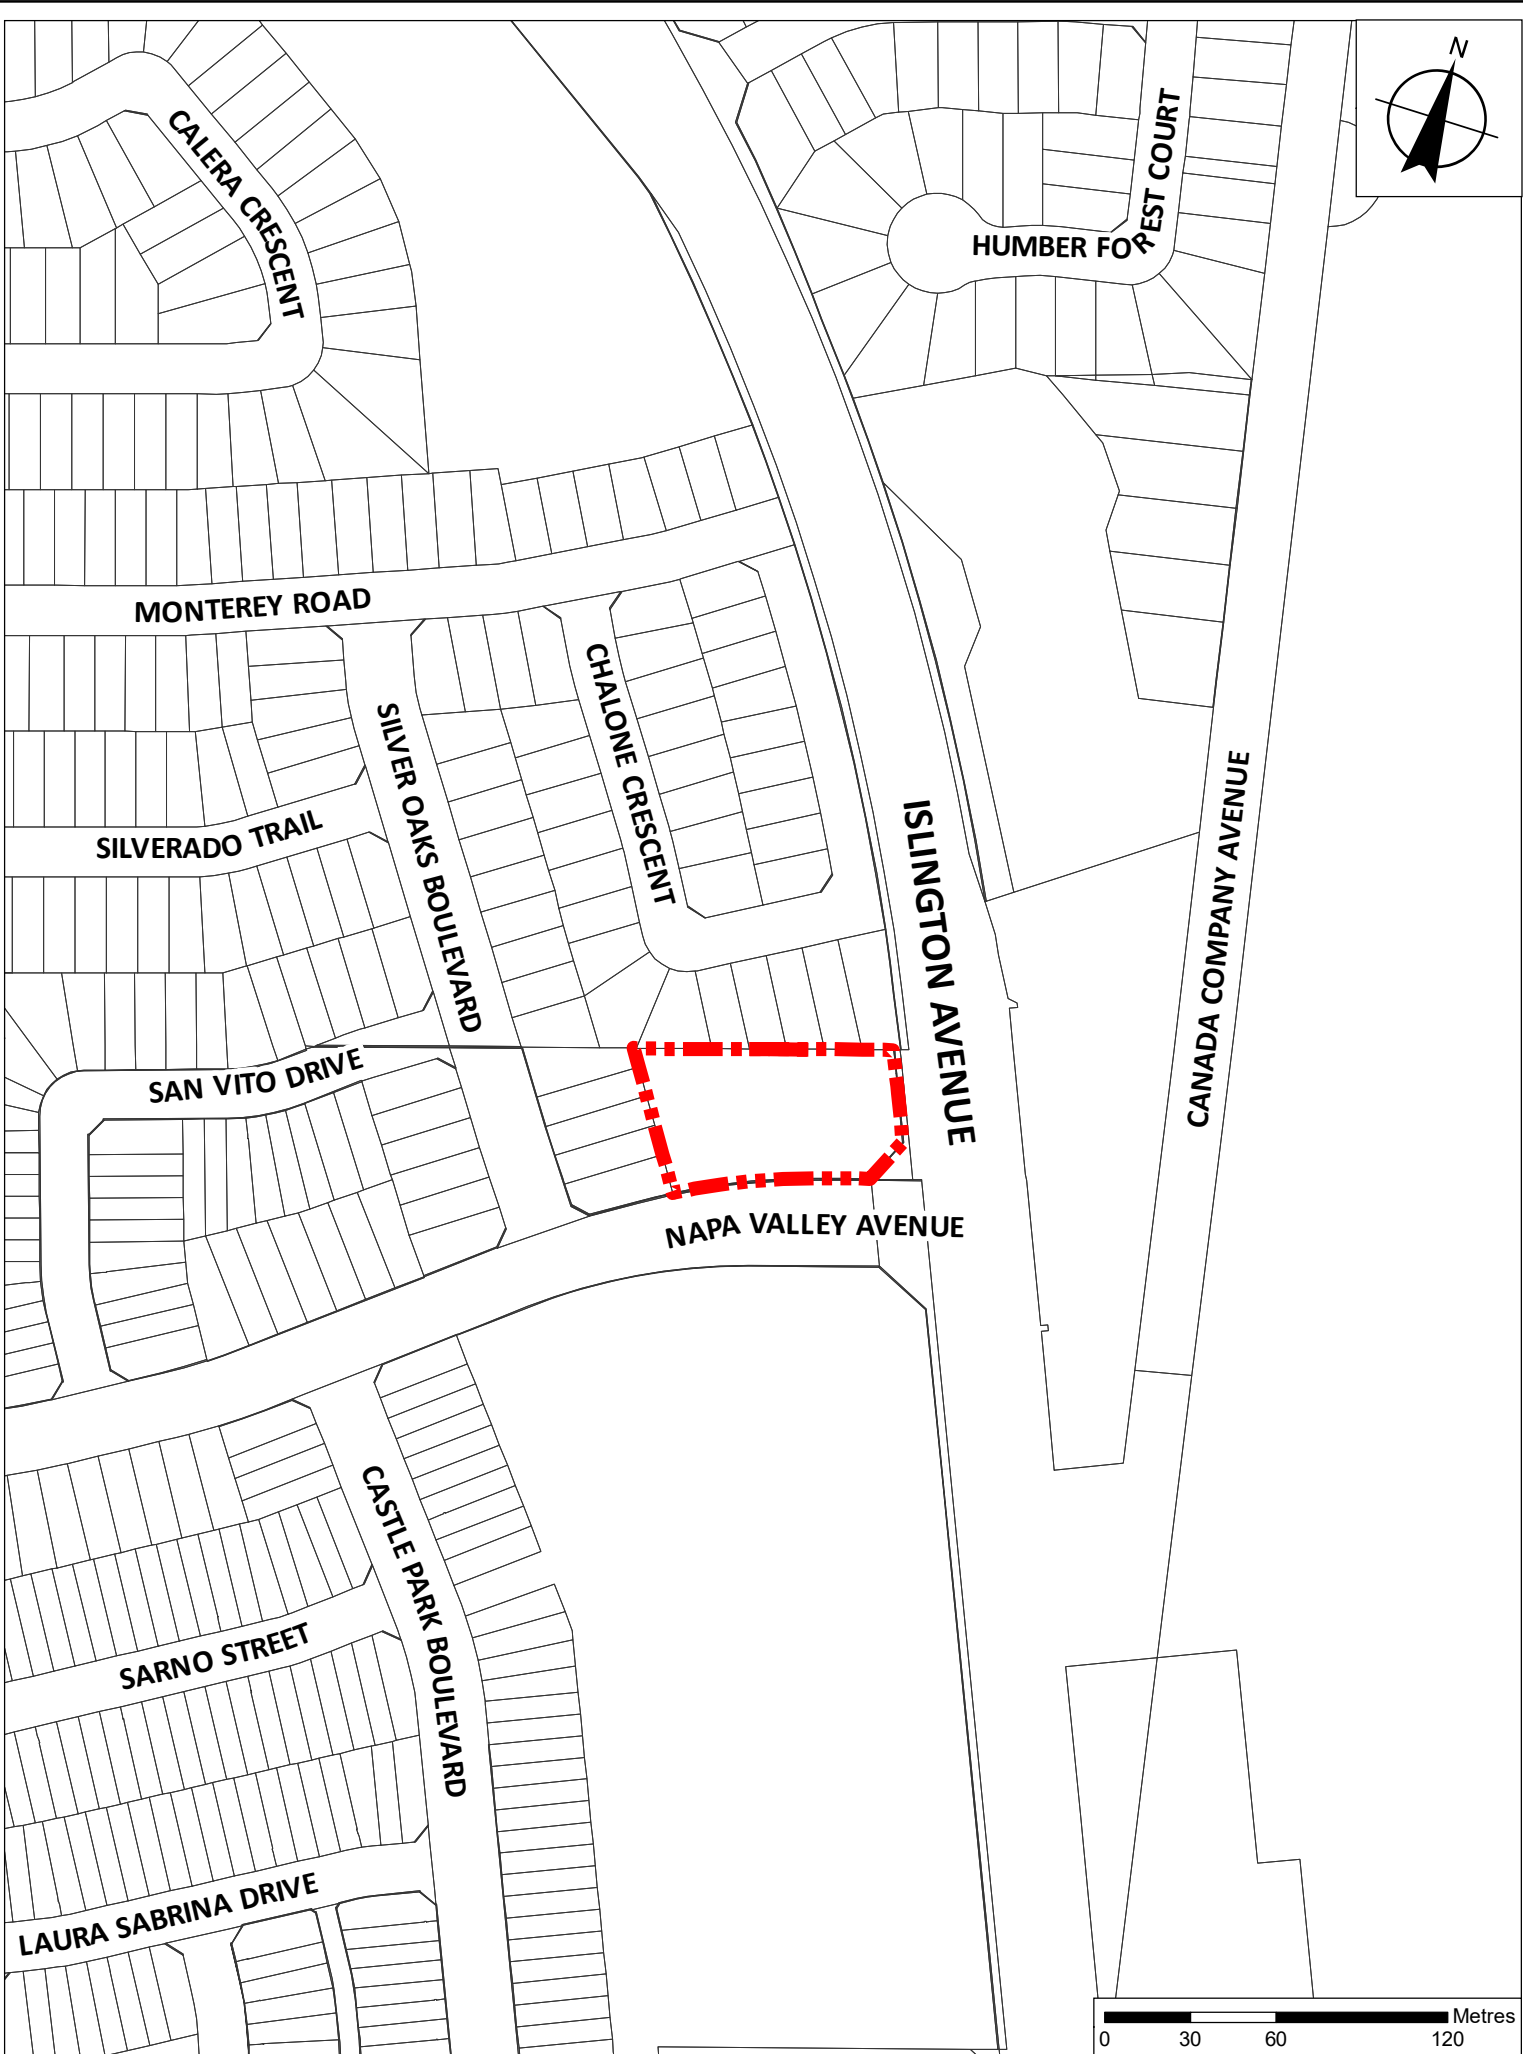 N
CALERA CRESCENT
HUMBER FOREST COURT
MONTEREY ROAD
CHALONE CRESCENT
SILVER OAKS BOULEVARD
SILVERADO TRAIL
ISLINGTON AVENUE
CANADA COMPANY AVENUE
SAN VITO DRIVE
NAPA VALLEY AVENUE
CASTLE PARK BOULEVARD
SARNO STREET
LAURA SABRINA DRIVE
Metres
0 30 60 120